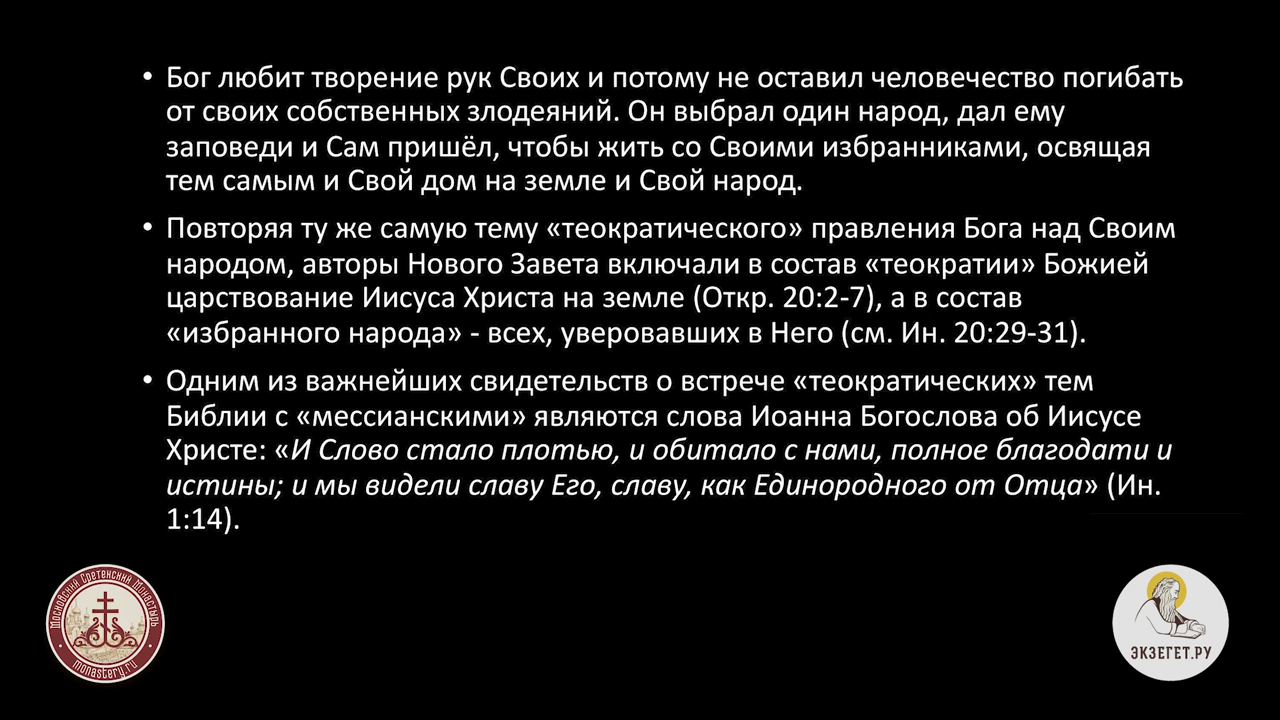 • Бог любит творение рук Своих и потому не оставил человечество погибать
от своих собственных злодеяний. Он выбрал один народ, дал ему
заповеди и Сам пришёл, чтобы жить со Своими избранниками, освящая
тем самым и Свой дом на земле и Свой народ.
• Повторяя ту же самую тему «теократического» правления Бога над Своим
народом, авторы Нового Завета включали в состав «теократии» Божией
царствование Иисуса Христа на земле (Откр. 20:2-7), а в состав
«избранного народа» - всех, уверовавших в Него (см. Ин. 20:29-31).
• Одним из важнейших свидетельств о встрече «теократических» тем
Библии с «мессианскими» являются слова Иоанна Богослова об Иисусе
Христе: «И Слово стало плотью, и обитало с нами, полное благодати и
истины; и мы видели славу Его, славу, как Единородного от Отца» (Ин.
1:14).
Московский Сретенский Монастырь
monastery.ru
ЭКЗЕГЕТ.РУ